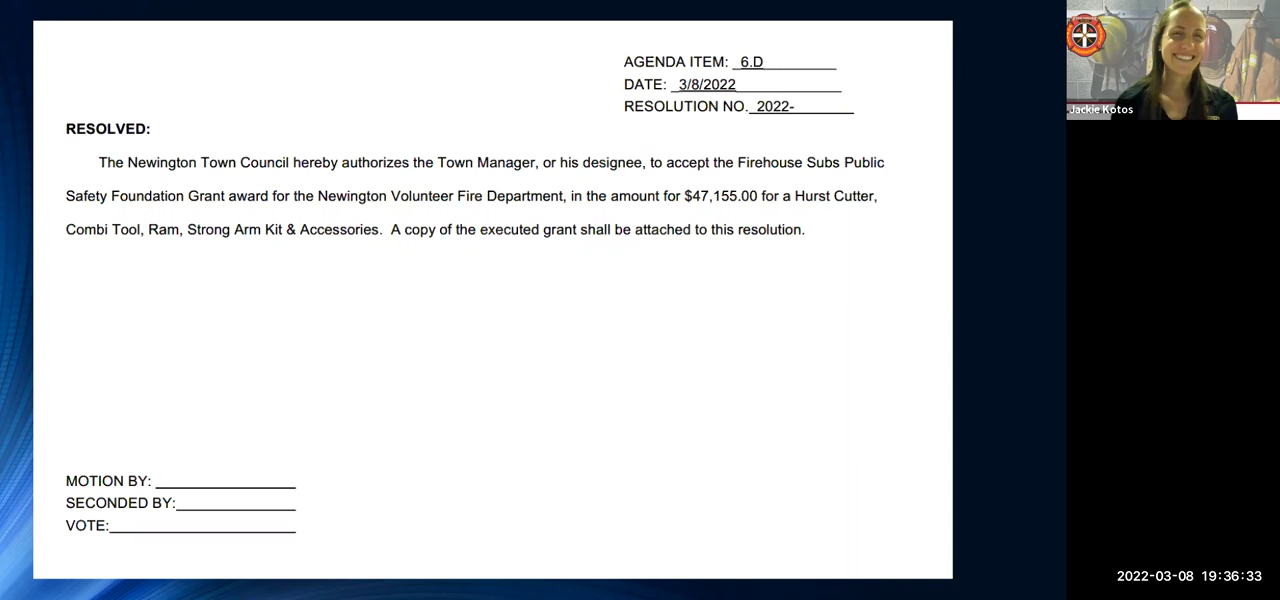 AGENDA ITEM: 6.D
DATE: 3/8/2022
RESOLUTION NO. 2022-
RESOLVED:
The Newington Town Council hereby authorizes the Town Manager, or his designee, to accept the Firehouse Subs Public
Safety Foundation Grant award for the Newington Volunteer Fire Department, in the amount for $47,155.00 for a Hurst Cutter,
Combi Tool, Ram, Strong Arm Kit & Accessories. A copy of the executed grant shall be attached to this resolution.
MOTION BY:
SECONDED BY:
VOTE:
Jackie Kotos
2022-03-08 19:36:33